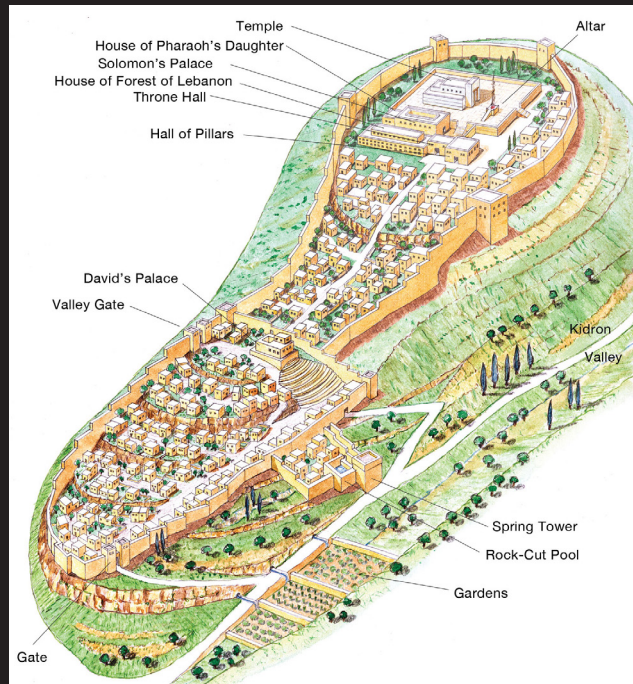 Temple
Altar
House of Pharaoh's Daughter
Solomon's Palace
House of Forest of Lebanon
Throne Hall
Hall of Pillars
David's Palace
Valley Gate
Kidron
Valley
Spring Tower
Rock-Cut Pool
Gardens
Gate